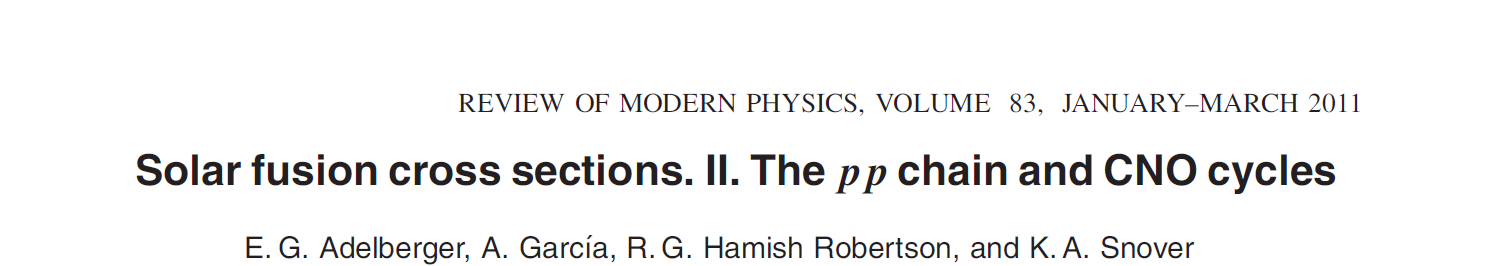 REVIEW OF MODERN PHYSICS, VOLUME 83, JANUARY–MARCH 2011
Solar fusion cross sections. II. The pp chain and CNO cycles
E. G. Adelberger, A. García, R. G. Hamish Robertson, and K. A. Snover